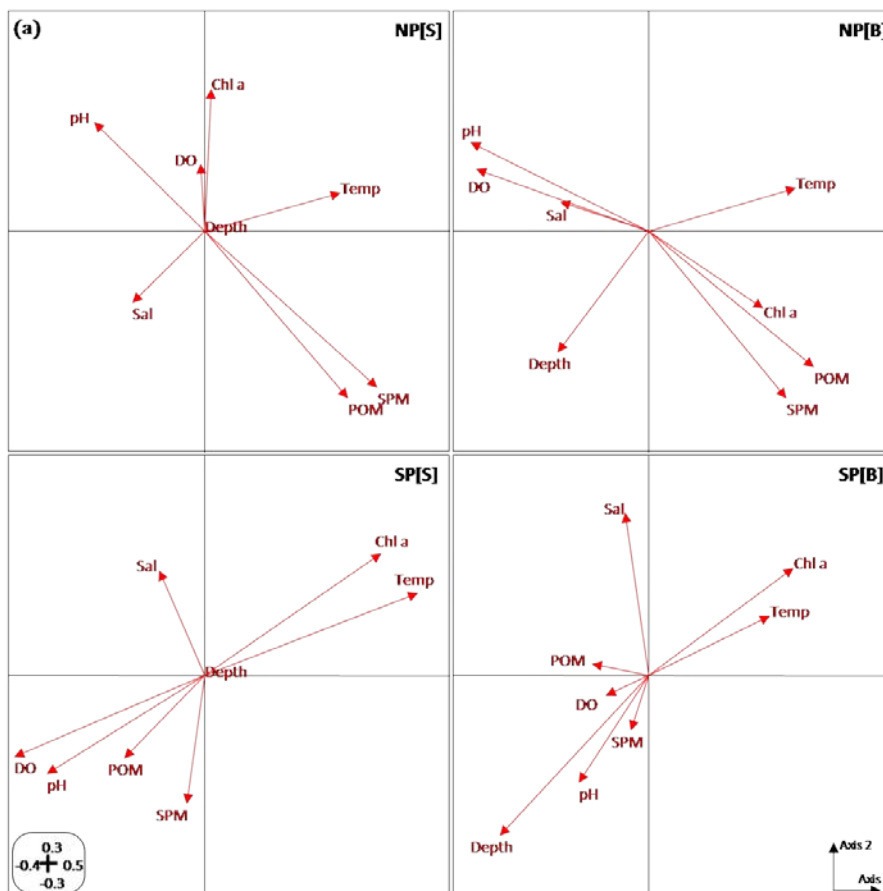 (a)
NP[S]
Chl a
pH
DO
Temp
Depth
Sal
SPM
POM
NP[B]
pH
DO
Sal
Temp
Chl a
Depth
POM
SPM
SP[S]
Chl a
Sal
Temp
Depth
DO
pH
POM
SPM
0.3
-0.4 0.5
-0.3
SP[B]
Sal
Chl a
Temp
POM
DO
SPM
pH
Depth
Axis 2
Axis